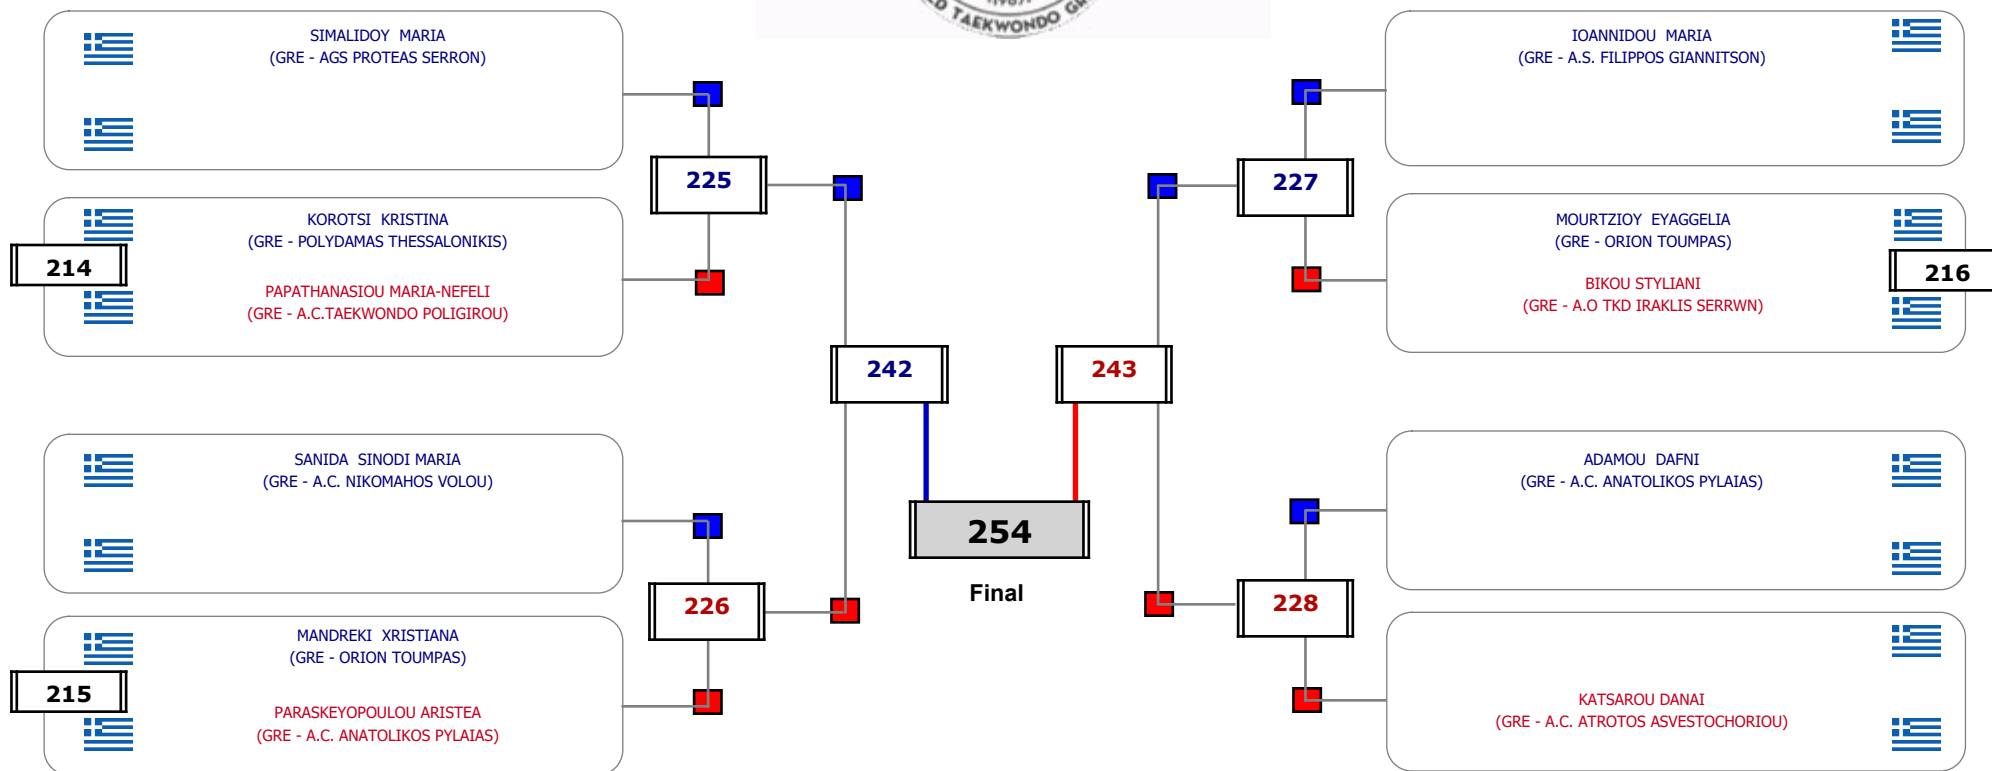 TAEKWONDO
SIMALIDOY MARIA
(GRE - AGS PROTEAS SERRON)
225
KOROTSI KRISTINA
(GRE - POLYDAMAS THESSALONIKIS)
214
PAPATHANASIOU MARIA-NEFELI
(GRE - A.C.TAEKWONDO POLIGIROU)
242
SANIDA SINODI MARIA
(GRE - A.C. NIKOMAHOS VOLOU)
226
MANDREKI XRISTIANA
(GRE - ORION TOUMPAS)
215
PARASKEYOPOULOU ARISTEA
(GRE - A.C. ANATOLIKOS PYLAIAS)
254
Final
IOANNIDOU MARIA
(GRE - A.S. FILIPPOS GIANNITSON)
227
MOURTZIOY EYAGGELIA
(GRE - ORION TOUMPAS)
216
BIKOU STYLIANI
(GRE - A.O TKD IRAKLIS SERRWN)
243
ADAMOU DAFNI
(GRE - A.C. ANATOLIKOS PYLAIAS)
228
KATSAROU DANAI
(GRE - A.C. ATROTOS ASVESTOCHORIOU)